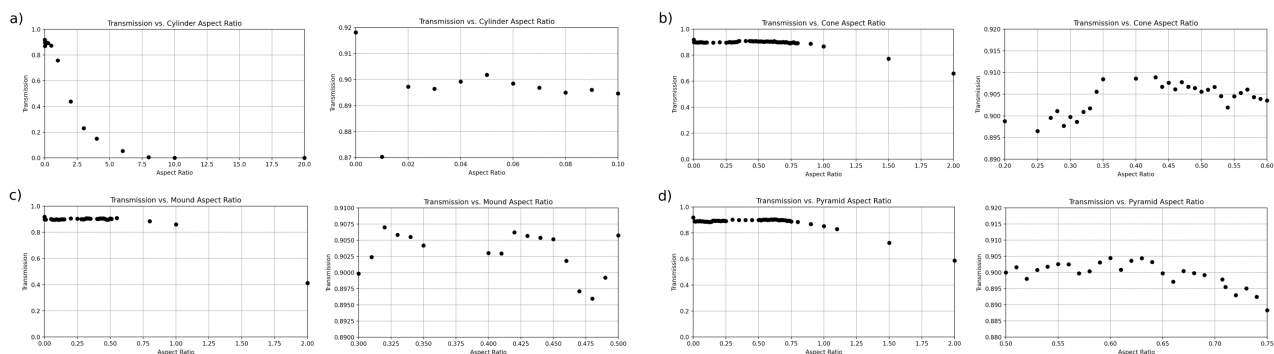 a)
Transmission vs. Cylinder Aspect Ratio
Transmission
1.0
0.8
0.6
0.4
0.2
0.0
0.0 2.5 5.0 7.5 10.0 12.5 15.0 17.5 20.0
Aspect Ratio
Transmission vs. Cylinder Aspect Ratio
Transmission
0.92
0.91
0.90
0.89
0.88
0.87
0.00 0.02 0.04 0.06 0.08 0.10
Aspect Ratio
b)
Transmission vs. Cone Aspect Ratio
Transmission
1.0
0.8
0.6
0.4
0.2
0.0
0.00 0.25 0.50 0.75 1.00 1.25 1.50 1.75 2.00
Aspect Ratio
Transmission vs. Cone Aspect Ratio
Transmission
0.920
0.915
0.910
0.905
0.900
0.895
0.890
0.20 0.25 0.30 0.35 0.40 0.45 0.50 0.55 0.60
Aspect Ratio
c)
Transmission vs. Mound Aspect Ratio
Transmission
1.0
0.8
0.6
0.4
0.2
0.0
0.00 0.25 0.50 0.75 1.00 1.25 1.50 1.75 2.00
Aspect Ratio
Transmission vs. Mound Aspect Ratio
Transmission
0.9100
0.9075
0.9050
0.9025
0.9000
0.8975
0.8950
0.8925
0.8900
0.300 0.325 0.350 0.375 0.400 0.425 0.450 0.475 0.500
Aspect Ratio
d)
Transmission vs. Pyramid Aspect Ratio
Transmission
1.0
0.8
0.6
0.4
0.2
0.0
0.00 0.25 0.50 0.75 1.00 1.25 1.50 1.75 2.00
Aspect Ratio
Transmission vs. Pyramid Aspect Ratio
Transmission
0.920
0.915
0.910
0.905
0.900
0.895
0.890
0.885
0.880
0.50 0.55 0.60 0.65 0.70 0.75
Aspect Ratio